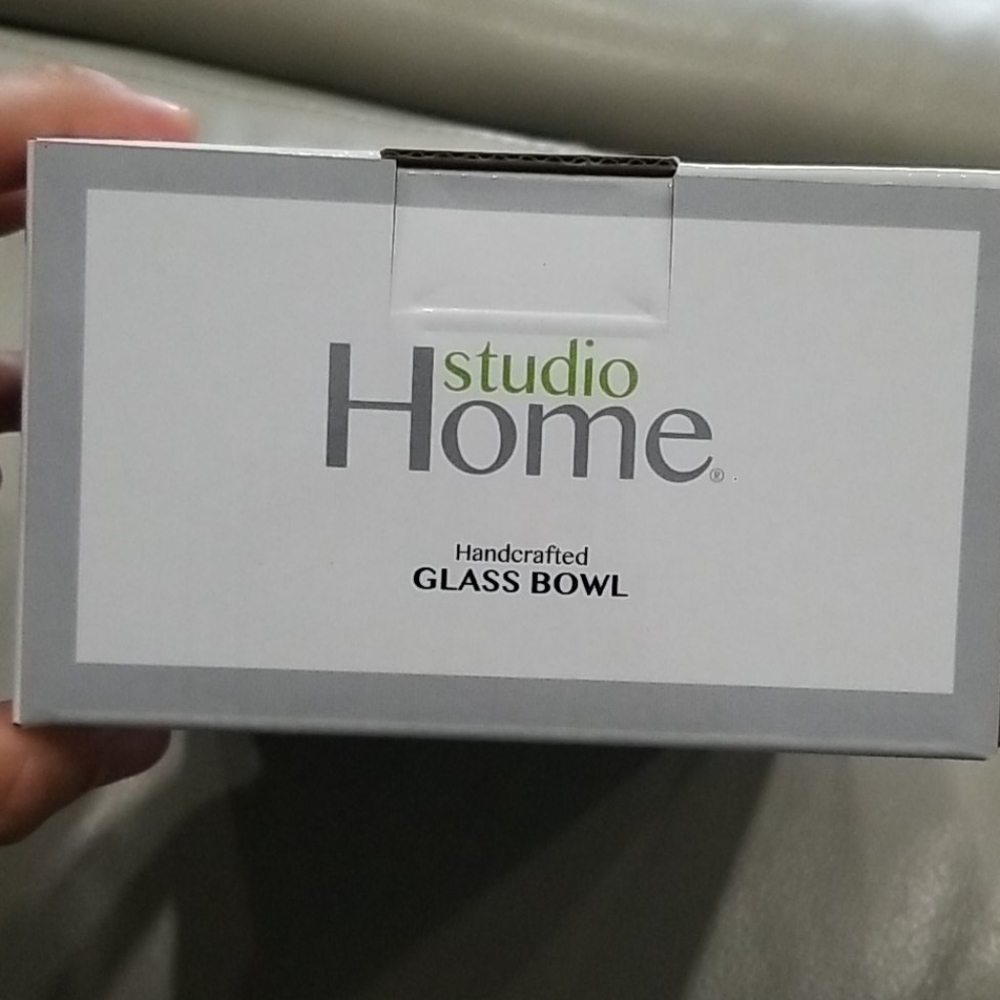 studio
Home®
Handcrafted
GLASS BOWL